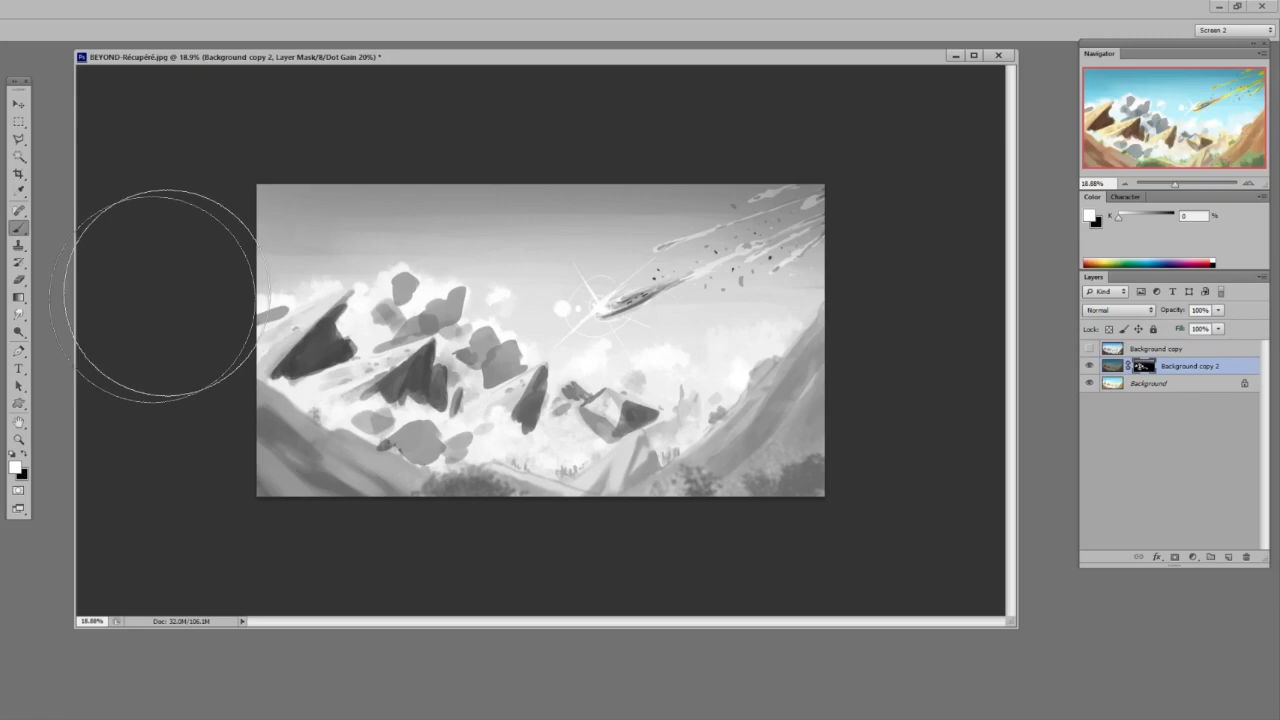 Screen 2
BEYOND-Récupéré.jpg @ 18.9% (Background copy 2, Layer Mask/8/Dot Gain 20%) *
Navigator
18.88%
Color
Character
K
0
%
Layers
Kind
Normal
Opacity:
100%
Lock:
Fill:
100%
Background copy
Background copy 2
Background
18.88%
Doc: 32.0M/106.1M